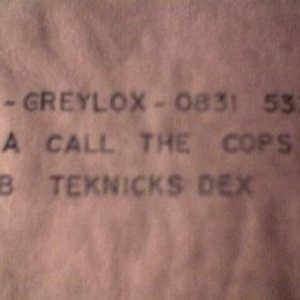 - GREYLOX - 0831 53
A CALL THE COPS
B TEKNICKS DEX